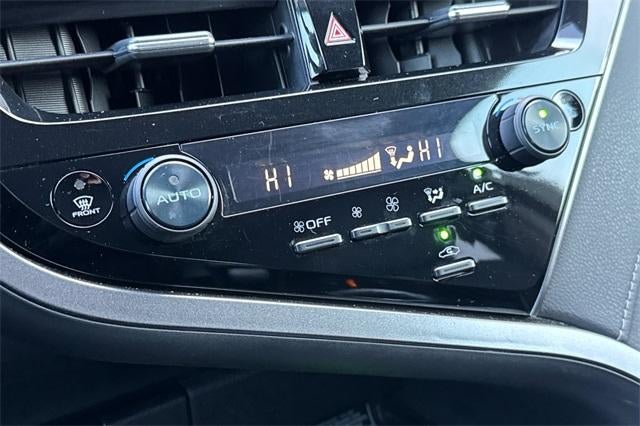 FRONT
AUTO
HI
HI
SYNC
OFF
A/C